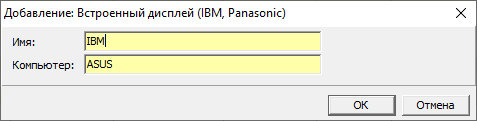 Добавление: Встроенный дисплей (IBM, Panasonic)
Имя: IBM
Компьютер: ASUS
OK Отмена